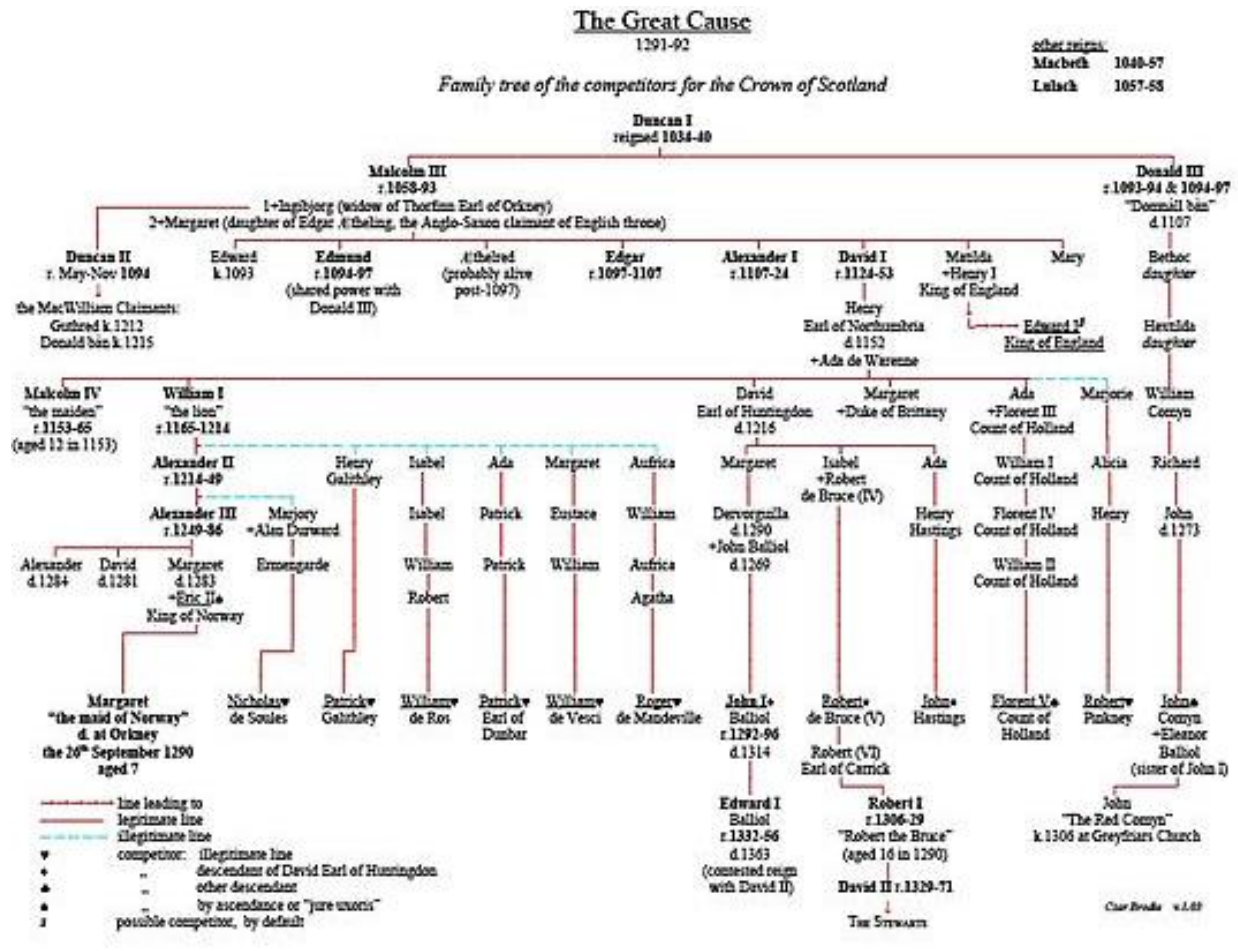 The Great Cause
1291-92
other reigns:
Macbeth 1040-57
Lulach 1057-58
Family tree of the competitors for the Crown of Scotland
Duncan I
reigned 1034-40
Malcolm III
r.1058-93
Donald III
r.1093-94 & 1094-97
"Domnall bán"
d.1107
1+Ingibjorg (widow of Thorfinn Earl of Orkney)
2+Margaret (daughter of Edgar Ætheling, the Anglo-Saxon claimant of English throne)
Duncan II
r. May-Nov 1094
the MacWilliam Claimants:
Guthred k.1212
Donald bán k.1215
Edward
k.1093
Edmund
r.1094-97
(shared power with
Donald III)
Æthelred
(probably alive
post-1097)
Edgar
r.1097-1107
Alexander I
r.1107-24
David I
r.1124-53
Matilda
+Henry I
King of England
Mary
Bethoc
daughter
Henry
Earl of Northumbria
d.1152
+Ada de Warenne
Edward I
King of England
Hextilda
daughter
Malcolm IV
"the maiden"
r.1153-65
(aged 12 in 1153)
William I
"the lion"
r.1165-1214
David
Earl of Huntingdon
d.1216
Margaret
+Duke of Brittany
Ada
+Florent III
Count of Holland
Marjorie
William
Comyn
Alexander II
r.1214-49
Henry
Galithley
Isabel
Ada
Margaret
Aufrica
Margaret
Isabel
+Robert
de Bruce (IV)
Ada
William I
Count of Holland
Alicia
Richard
Alexander III
r.1249-86
Marjory
+Alan Durward
Isabel
Patrick
Eustace
William
Dervorguilla
d.1290
+John Balliol
d.1269
Henry
Hastings
Florent IV
Count of Holland
Henry
John
d.1273
Alexander
d.1284
David
d.1281
Margaret
d.1283
+Eric II♠
King of Norway
Ermengarde
William
Patrick
William
Aufrica
William II
Count of Holland
Robert
Agatha
Margaret
"the maid of Norway"
d. at Orkney
the 26th September 1290
aged 7
Nicholas♥
de Soules
Patrick♥
Galithley
William♥
de Ros
Patrick♥
Earl of
Dunbar
William♥
de Vesci
Roger♥
de Mandeville
John I♦
Balliol
r.1292-96
d.1314
Robert♦
de Bruce (V)
John♦
Hastings
Florent V♣
Count of
Holland
Robert♥
Pinkney
John♣
Comyn
+Eleanor
Balliol
(sister of John I)
Robert (VI)
Earl of Carrick
Edward I
Balliol
r.1332-56
d.1363
(contested reign
with David II)
Robert I
r.1306-29
"Robert the Bruce"
(aged 16 in 1290)
David II r.1329-71
The Stewarts
John
"The Red Comyn"
k.1306 at Greyfriars Church
line leading to
legitimate line
illegitimate line
♥ competitor: illegitimate line
♦ ,, descendant of David Earl of Huntingdon
♣ ,, other descendant
♠ ,, by ascendance or "jure uxoris"
possible competitor, by default
v.1.03